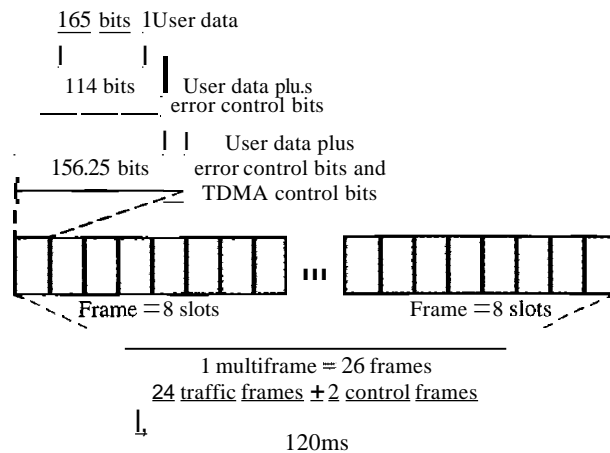 165 bits 1User data
114 bits
User data plu.s
error control bits
156.25 bits
User data plus
error control bits and
TDMA control bits
...
Frame = 8 slots
Frame = 8 slots
1 multiframe = 26 frames
24 traffic frames + 2 control frames
120ms